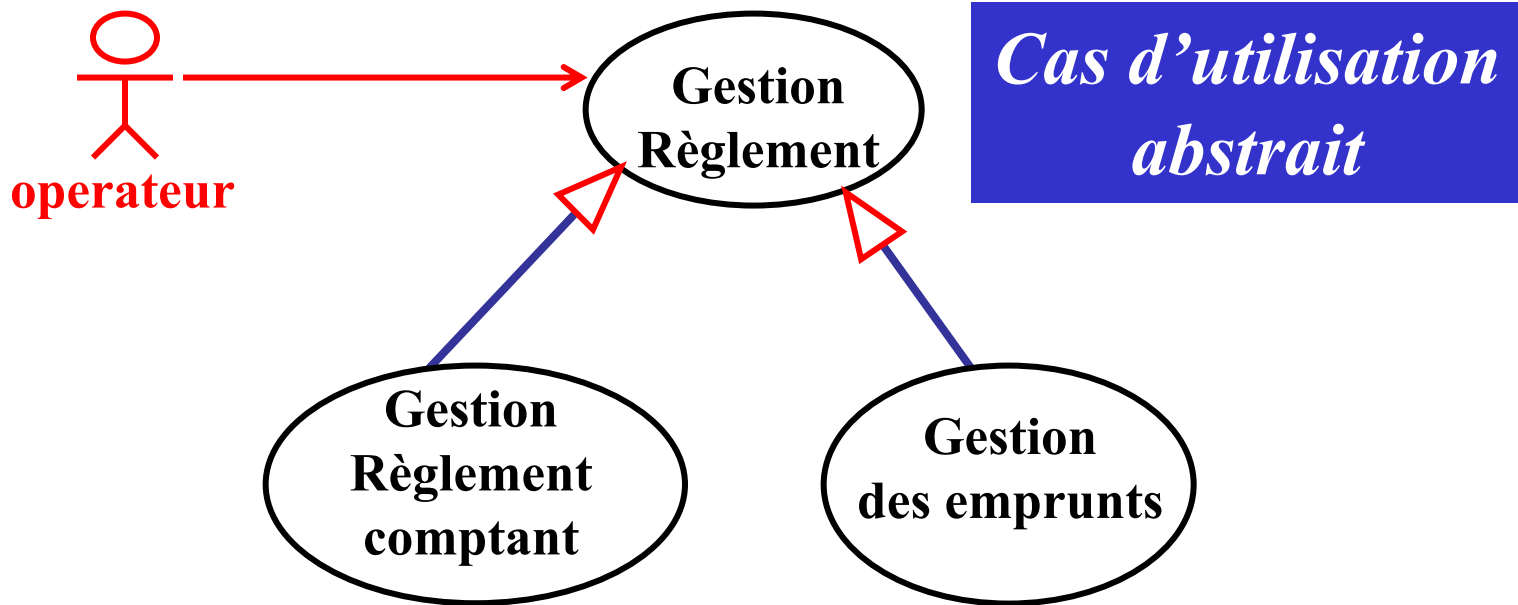 Cas d’utilisation
abstrait
Gestion
Règlement
operateur
Gestion
Règlement
comptant
Gestion
des emprunts